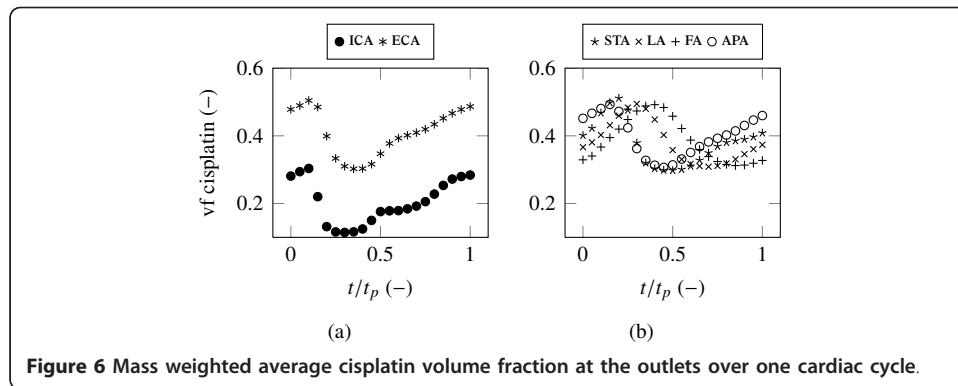 ● ICA ∗ ECA
⋆ STA × LA + FA ○ APA
0.6
0.4
0.2
vf cisplatin (−)
0
0.5
1
t/t_p (−)
(a)
0.6
0.4
0.2
0
0.5
1
t/t_p (−)
(b)
Figure 6 Mass weighted average cisplatin volume fraction at the outlets over one cardiac cycle.